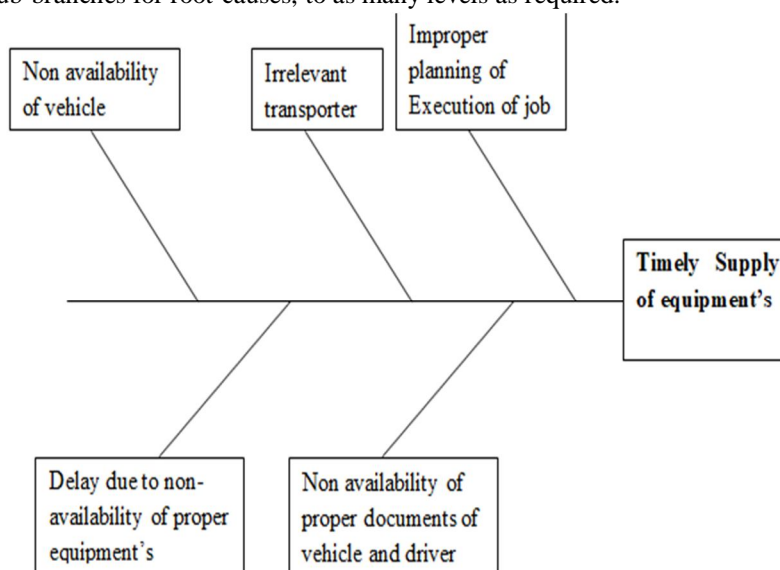 sub-branches for root-causes, to as many levels as required.
Non availability
of vehicle
Irrelevant
transporter
Improper
planning of
Execution of job
Timely Supply
of equipment's
Delay due to non-
availability of proper
equipment's
Non availability of
proper documents of
vehicle and driver